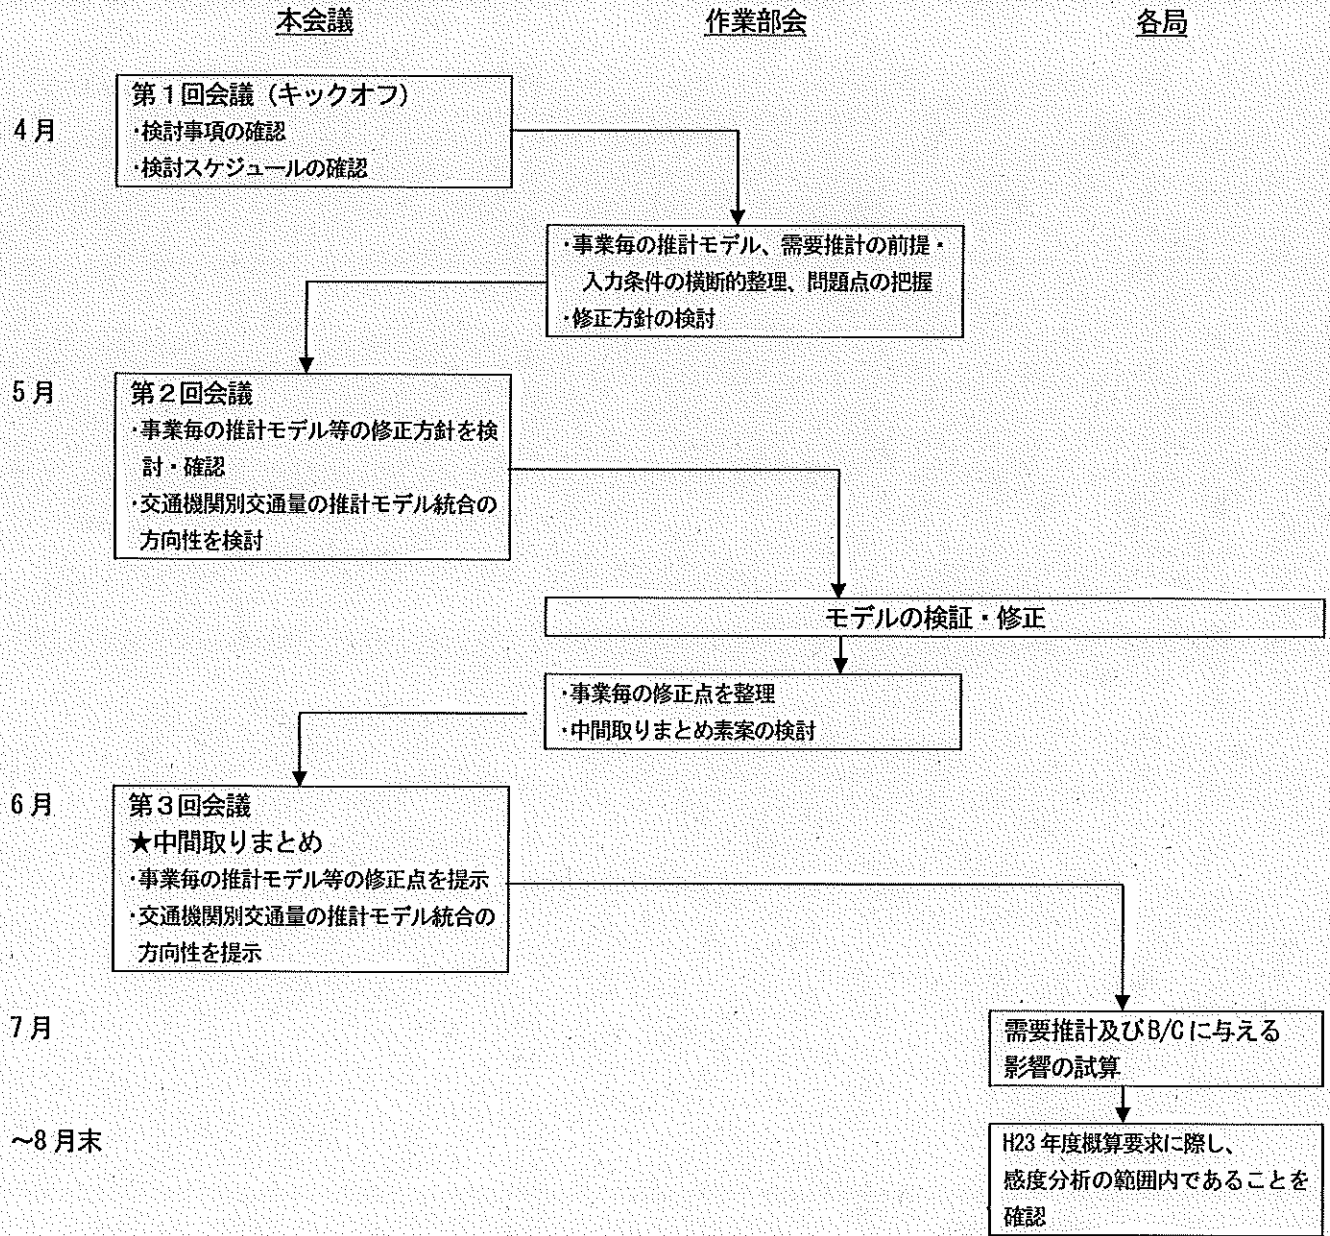 本会議
作業部会
各局
4月
第1回会議（キックオフ）
・検討事項の確認
・検討スケジュールの確認
・事業毎の推計モデル、需要推計の前提・
入力条件の横断的整理、問題点の把握
・修正方針の検討
5月
第2回会議
・事業毎の推計モデル等の修正方針を検
討・確認
・交通機関別交通量の推計モデル統合の
方向性を検討
モデルの検証・修正
・事業毎の修正点を整理
・中間取りまとめ素案の検討
6月
第3回会議
★中間取りまとめ
・事業毎の推計モデル等の修正点を提示
・交通機関別交通量の推計モデル統合の
方向性を提示
7月
需要推計及びB/Cに与える
影響の試算
～8月末
H23年度概算要求に際し、
感度分析の範囲内であることを
確認